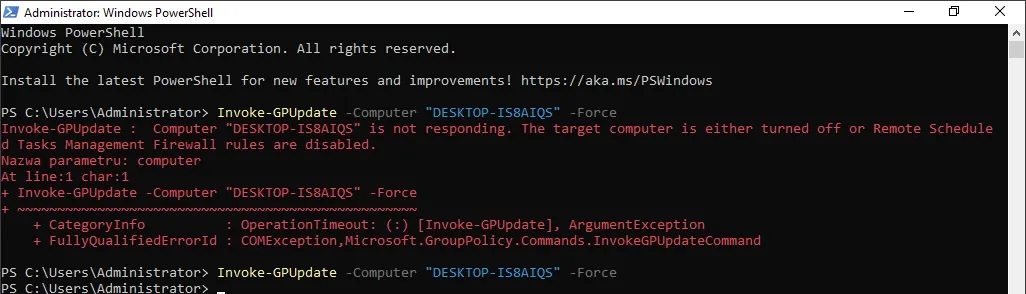 Administrator: Windows PowerShell
Windows PowerShell
Copyright (C) Microsoft Corporation. All rights reserved.
Install the latest PowerShell for new features and improvements! https://aka.ms/PSWindows
PS C:\Users\Administrator> Invoke-GPUpdate -Computer "DESKTOP-IS8AIQS" -Force
Invoke-GPUpdate :  Computer "DESKTOP-IS8AIQS" is not responding. The target computer is either turned off or Remote Schedule
d Tasks Management Firewall rules are disabled.
Nazwa parametru: computer
At line:1 char:1
+ Invoke-GPUpdate -Computer "DESKTOP-IS8AIQS" -Force
+ ~~~~~~~~~~~~~~~~~~~~~~~~~~~~~~~~~~~~~~~~~~~~~~~~~~
    + CategoryInfo          : OperationTimeout: (:) [Invoke-GPUpdate], ArgumentException
    + FullyQualifiedErrorId : COMException,Microsoft.GroupPolicy.Commands.InvokeGPUpdateCommand
PS C:\Users\Administrator> Invoke-GPUpdate -Computer "DESKTOP-IS8AIQS" -Force
PS C:\Users\Administrator> _